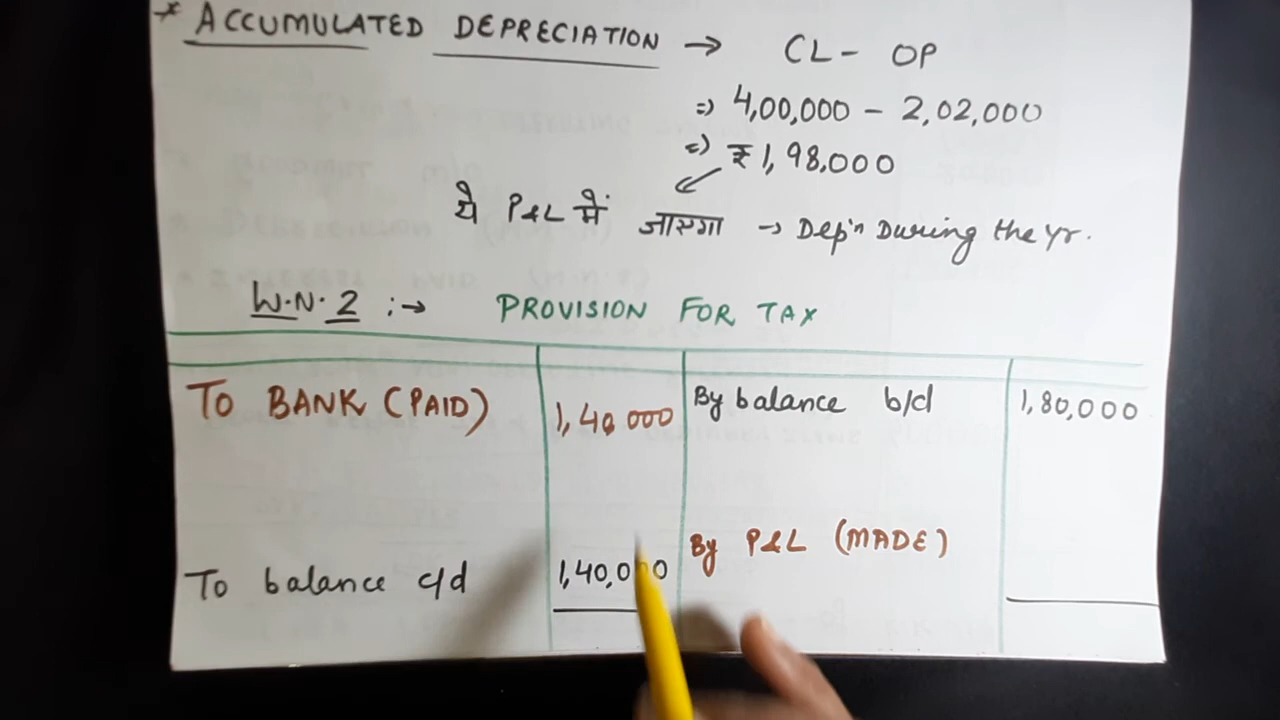 * ACCUMULATED DEPRECIATION → CL - OP
⇒ 4,00,000 - 2,02,000
⇒ ₹1,98,000
ये P&L में जाएगा → Dep'n During the yr.
W.N. 2 :→ PROVISION FOR TAX
To BANK (PAID) 1,40,000 By balance b/d 1,80,000
By P&L (MADE)
To balance c/d 1,40,000